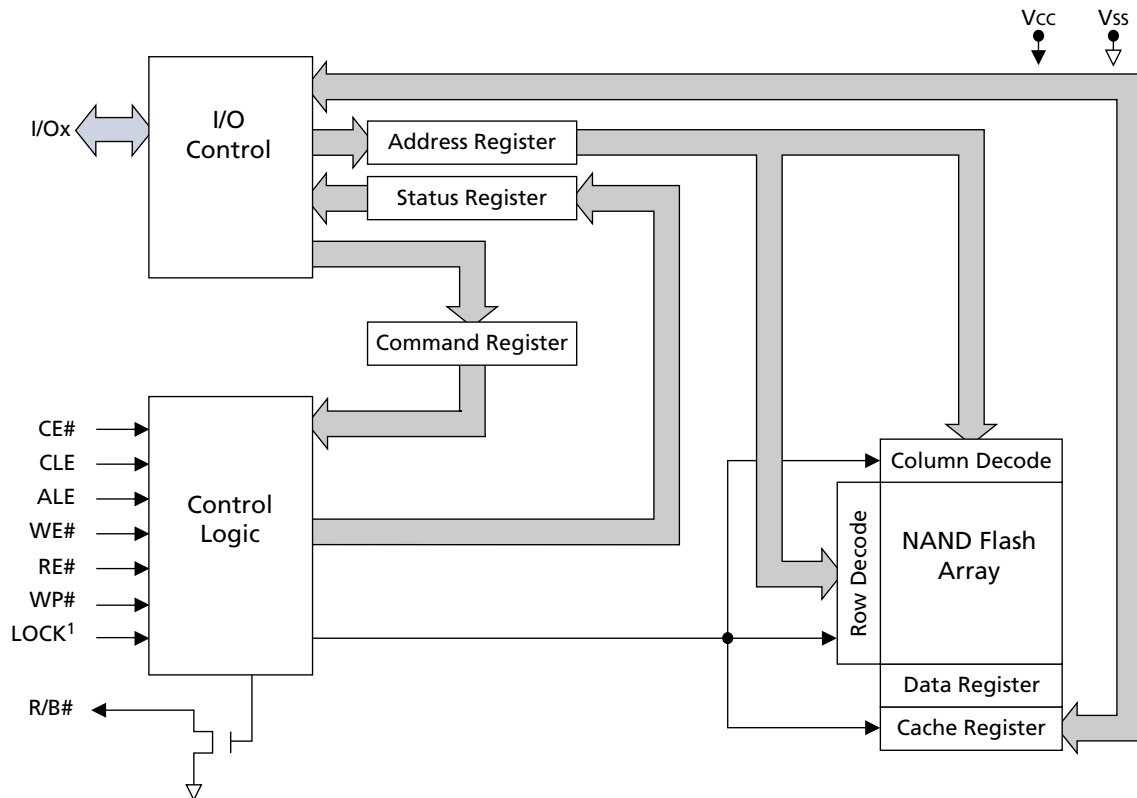 Vcc
Vss
I/Ox
I/O
Control
Address Register
Status Register
Command Register
CE#
CLE
ALE
WE#
RE#
WP#
LOCK1
R/B#
Control
Logic
Column Decode
Row Decode
NAND Flash
Array
Data Register
Cache Register